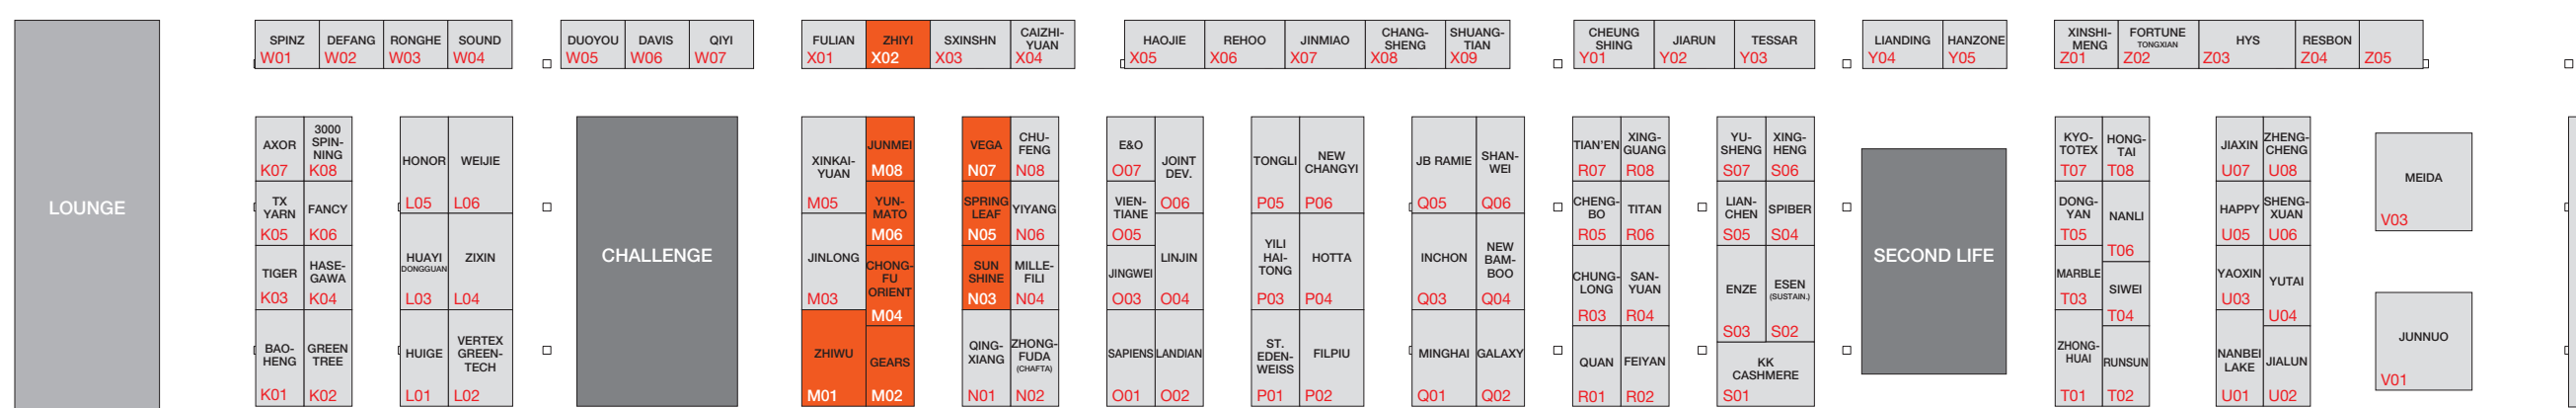 SPINZ
W01
DEFANG
W02
RONGHE
W03
SOUND
W04
DUOYOU
W05
DAVIS
W06
QIYI
W07
FULIAN
X01
ZHIYI
X02
SXINSHN
X03
CAIZHI-
YUAN
X04
HAOJIE
X05
REHOO
X06
JINMIAO
X07
CHANG-
SHENG
X08
SHUANG-
TIAN
X09
CHEUNG
SHING
Y01
JIARUN
Y02
TESSAR
Y03
LIANDING
Y04
HANZONE
Y05
XINSHI-
MENG
Z01
FORTUNE
TONGXIAN
Z02
HYS
Z03
RESBON
Z04
Z05
LOUNGE
AXOR
K07
3000
SPIN-
NING
K08
TX
YARN
K05
FANCY
K06
TIGER
K03
HASE-
GAWA
K04
BAO-
HENG
K01
GREEN
TREE
K02
HONOR
L05
WEIJIE
L06
HUAYI
DONGGUAN
L03
ZIXIN
L04
HUIGE
L01
VERTEX
GREEN-
TECH
L02
CHALLENGE
XINKAI-
YUAN
M05
JUNMEI
M08
YUN-
MATO
M06
JINLONG
M03
CHONG-
FU
ORIENT
M04
ZHIWU
M01
GEARS
M02
VEGA
N07
CHU-
FENG
N08
SPRING
LEAF
N05
YIYANG
N06
SUN
SHINE
N03
MILLE-
FILI
N04
QING-
XIANG
N01
ZHONG-
FUDA
(CHAFTA)
N02
E&O
O07
JOINT
DEV.
O06
VIEN-
TIANE
O05
JINGWEI
O03
LINJIN
O04
SAPIENS
O01
LANDIAN
O02
TONGLI
P05
NEW
CHANGYI
P06
YILI
HAI-
TONG
P03
HOTTA
P04
ST.
EDEN-
WEISS
P01
FILPIU
P02
JB RAMIE
Q05
SHAN-
WEI
Q06
INCHON
Q03
NEW
BAM-
BOO
Q04
MINGHAI
Q01
GALAXY
Q02
TIAN'EN
R07
XING-
GUANG
R08
CHENG-
BO
R05
TITAN
R06
CHUNG-
LONG
R03
SAN-
YUAN
R04
QUAN
R01
FEIYAN
R02
YU-
SHENG
S07
XING-
HENG
S06
LIAN-
CHEN
S05
SPIBER
S04
ENZE
S03
ESEN
(SUSTAIN.)
S02
KK
CASHMERE
S01
SECOND LIFE
KYO-
TOTEX
T07
HONG-
TAI
T08
DONG-
YAN
T05
NANLI
T06
MARBLE
T03
SIWEI
T04
ZHONG-
HUAI
T01
RUNSUN
T02
JIAXIN
U07
ZHENG-
CHENG
U08
HAPPY
U05
SHENG-
XUAN
U06
YAOXIN
U03
YUTAI
U04
NANBEI
LAKE
U01
JIALUN
U02
MEIDA
V03
JUNNUO
V01